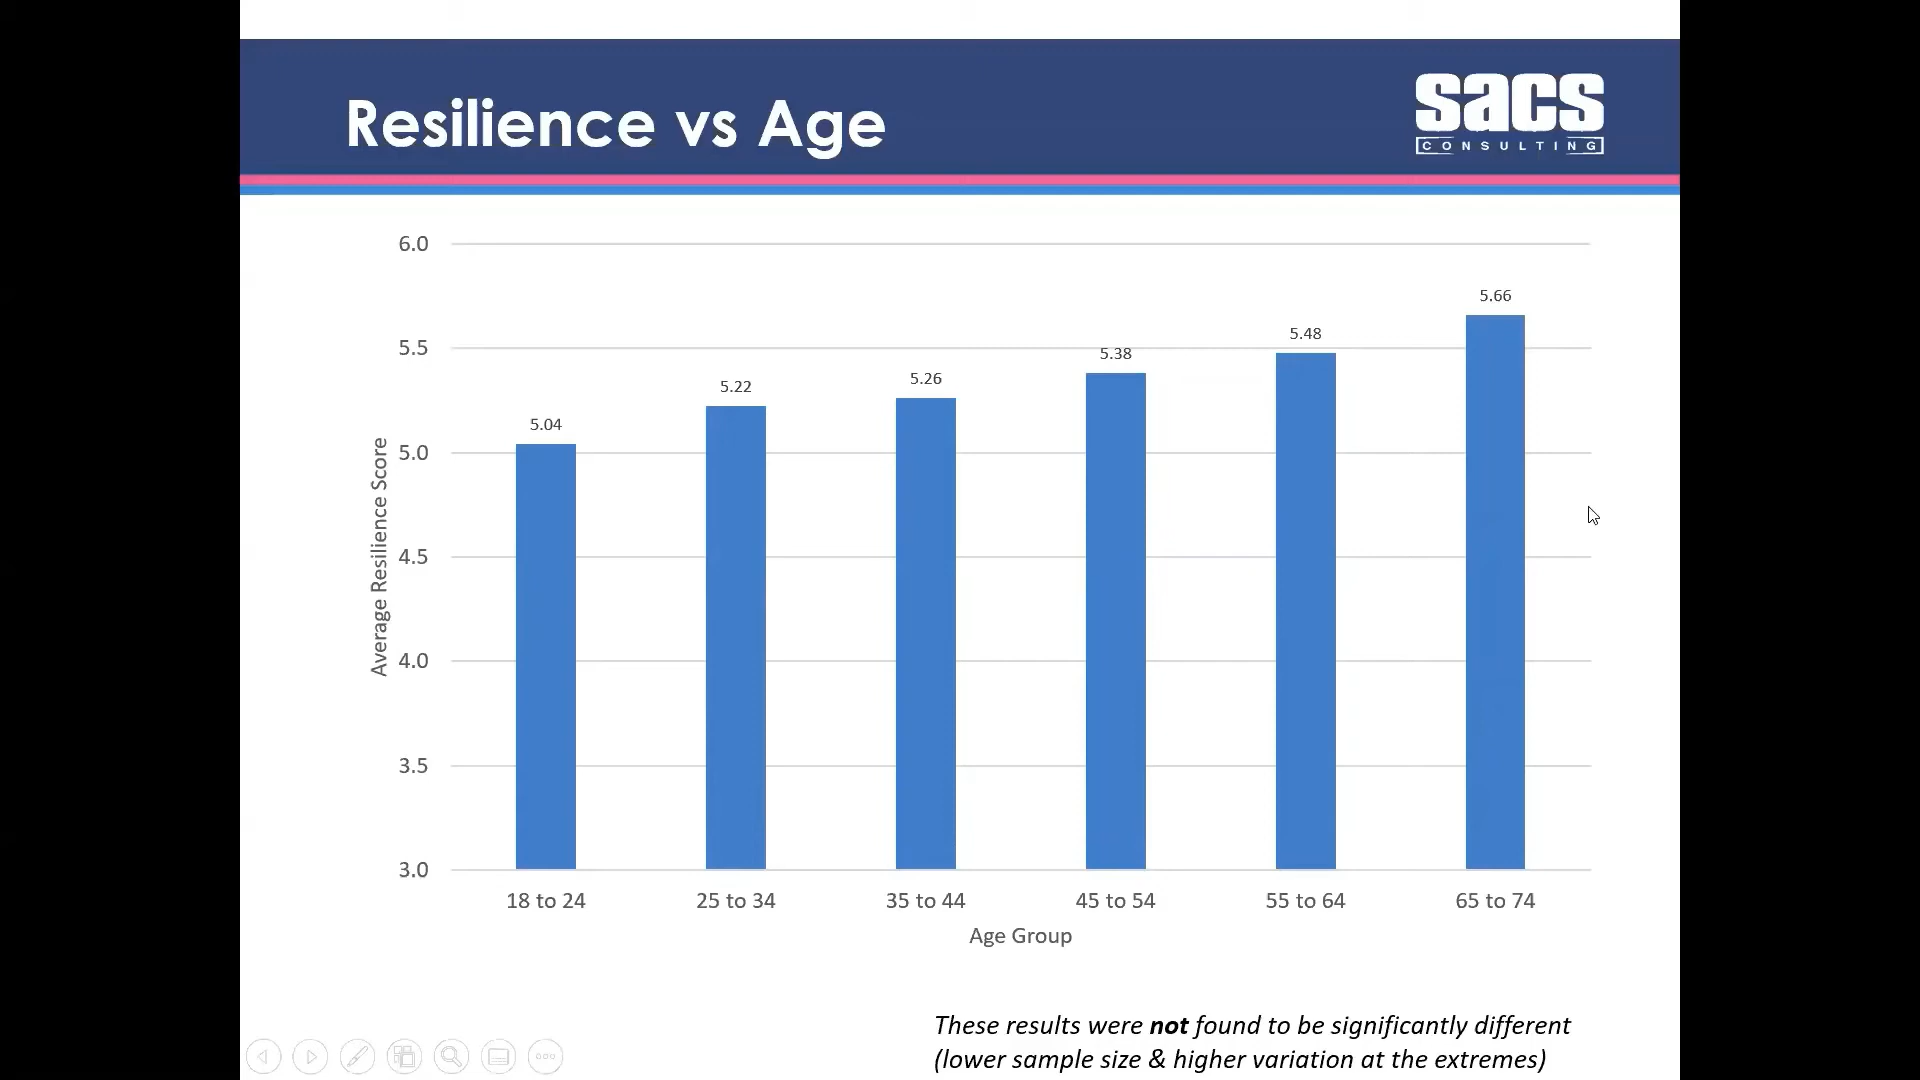 Resilience vs Age
sacs
CONSULTING
6.0
5.5
5.0
4.5
4.0
3.5
3.0
Average Resilience Score
5.04
5.22
5.26
5.38
5.48
5.66
18 to 24
25 to 34
35 to 44
45 to 54
55 to 64
65 to 74
Age Group
These results were not found to be significantly different
(lower sample size & higher variation at the extremes)